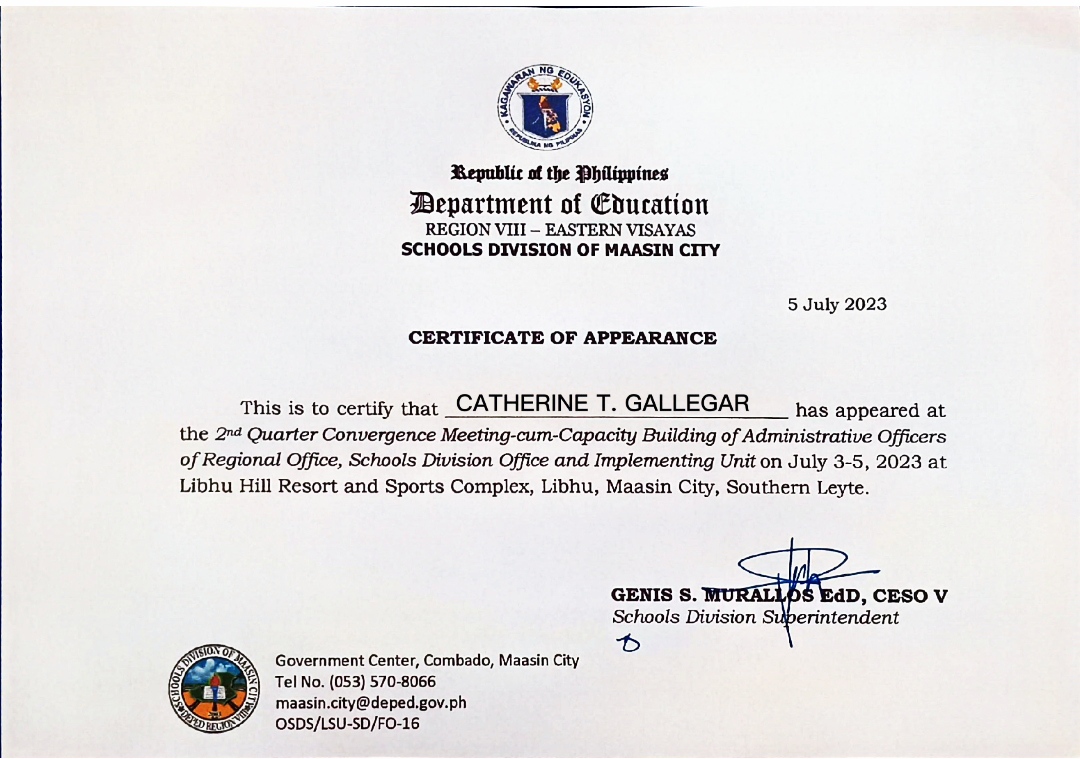 KAGAWARAN NG EDUKASYON
REPUBLIKA NG PILIPINAS
Republic of the Philippines
Department of Education
REGION VIII – EASTERN VISAYAS
SCHOOLS DIVISION OF MAASIN CITY
5 July 2023
CERTIFICATE OF APPEARANCE
This is to certify that CATHERINE T. GALLEGAR has appeared at
the 2nd Quarter Convergence Meeting-cum-Capacity Building of Administrative Officers
of Regional Office, Schools Division Office and Implementing Unit on July 3-5, 2023 at
Libhu Hill Resort and Sports Complex, Libhu, Maasin City, Southern Leyte.
GENIS S. MURALLOS EdD, CESO V
Schools Division Superintendent
SCHOOLS DIVISION OF MAASIN CITY
DEPED REGION VIII
Government Center, Combado, Maasin City
Tel No. (053) 570-8066
maasin.city@deped.gov.ph
OSDS/LSU-SD/FO-16